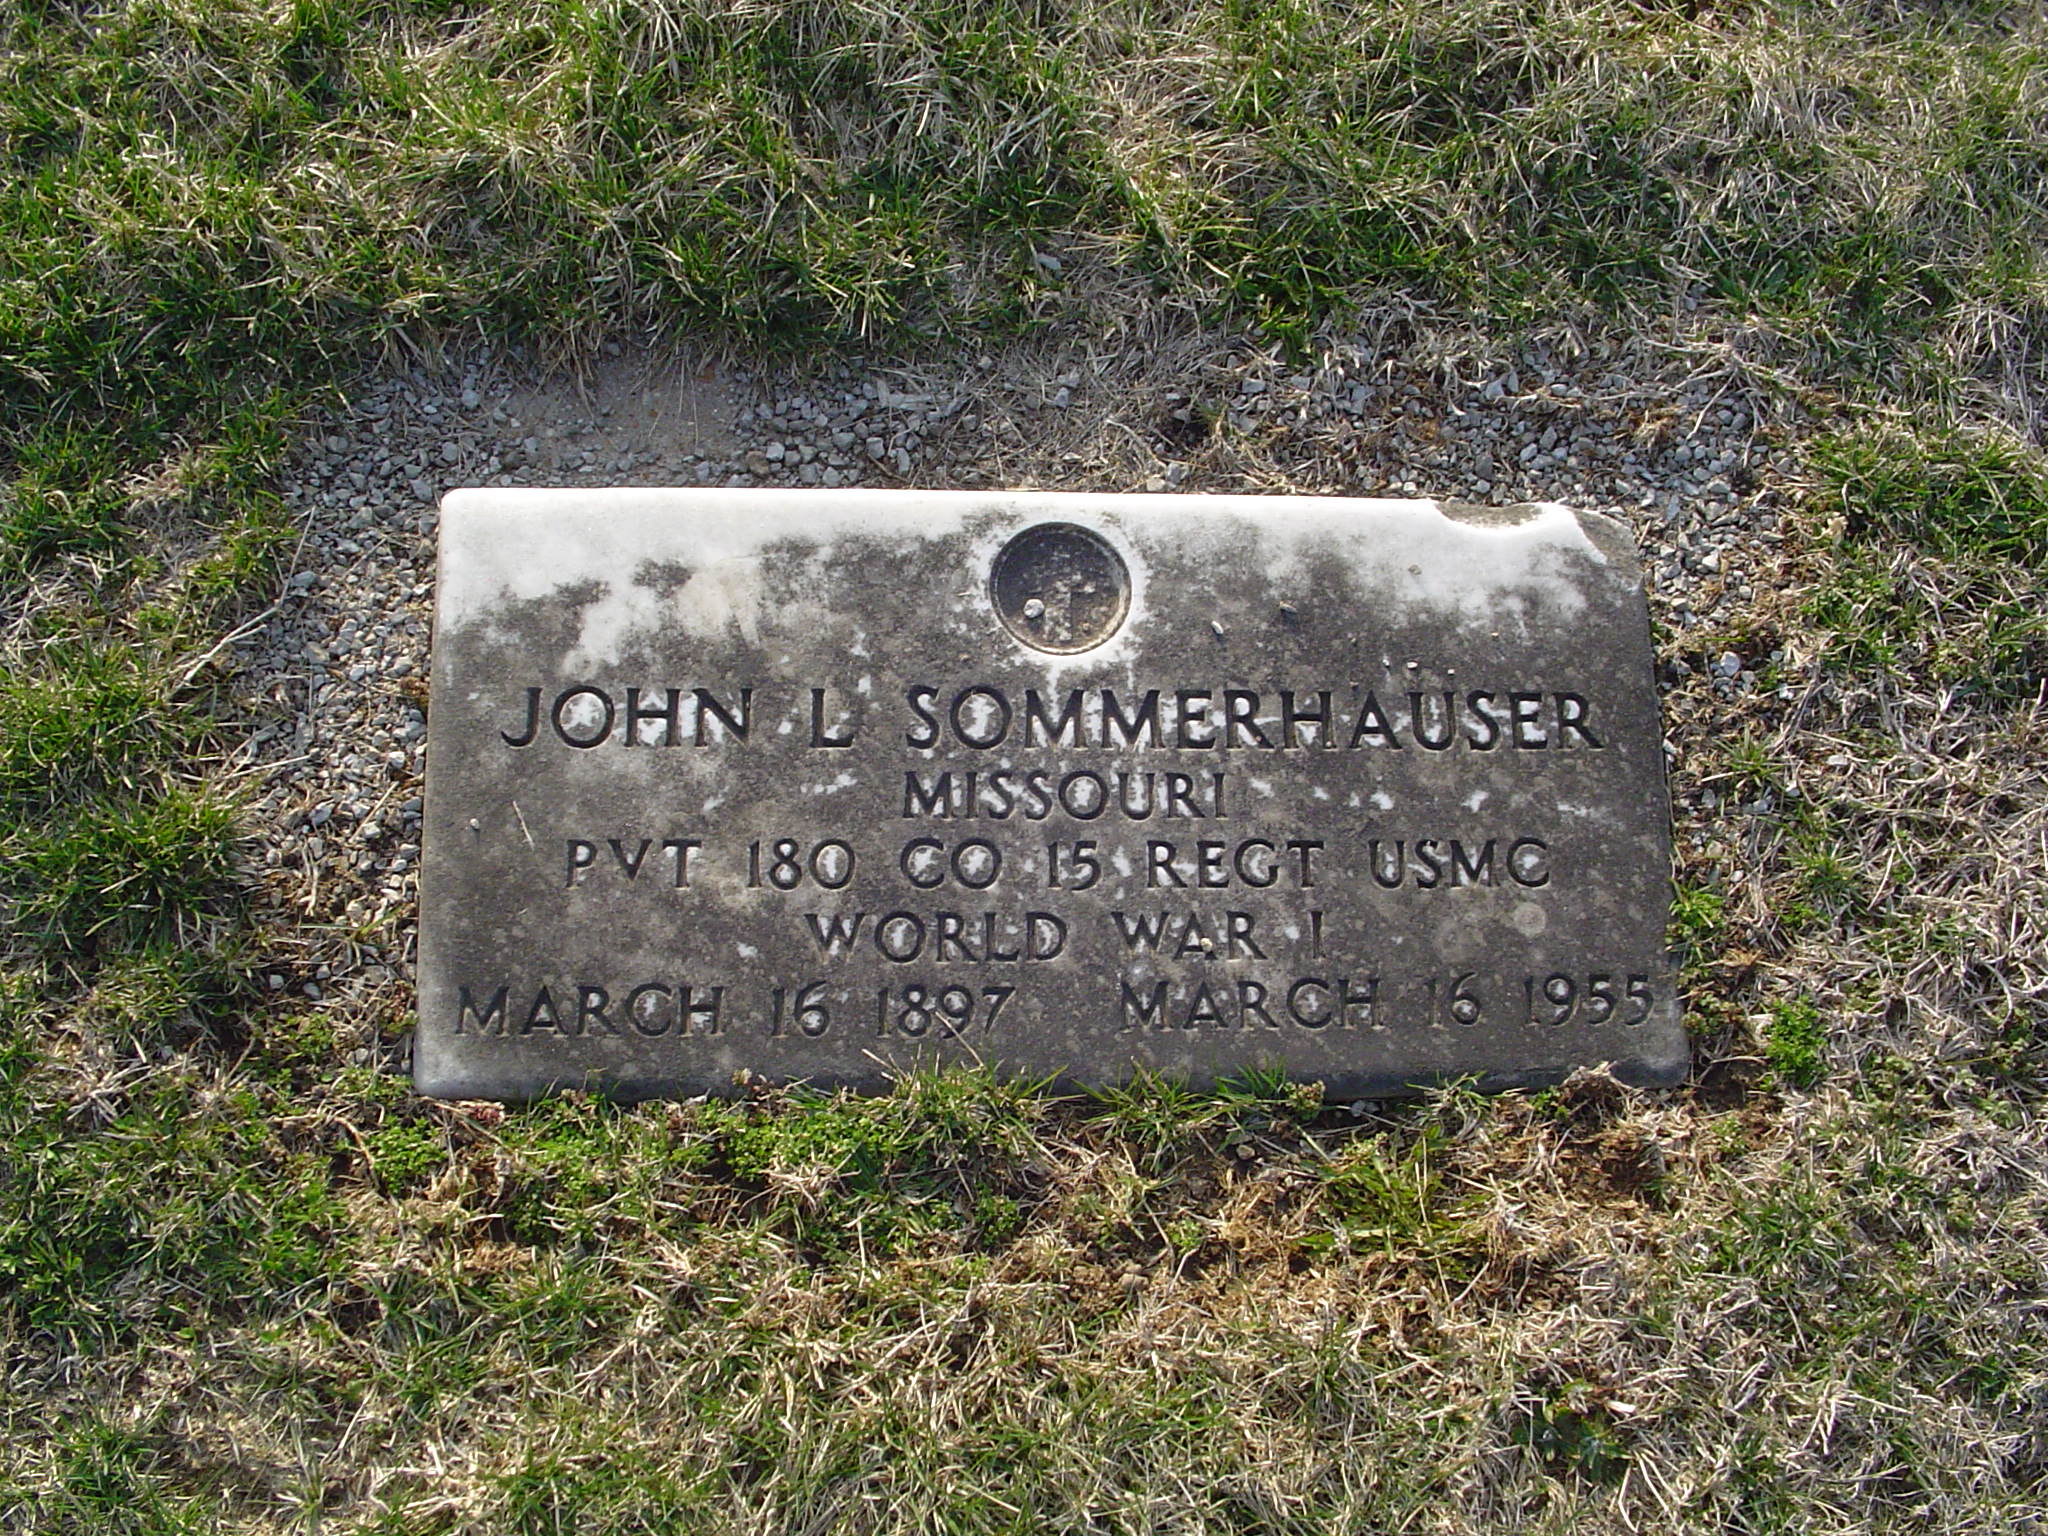 JOHN L SOMMERHAUSER
MISSOURI
PVT 180 CO 15 REGT USMC
WORLD WAR I
MARCH 16 1897 MARCH 16 1955